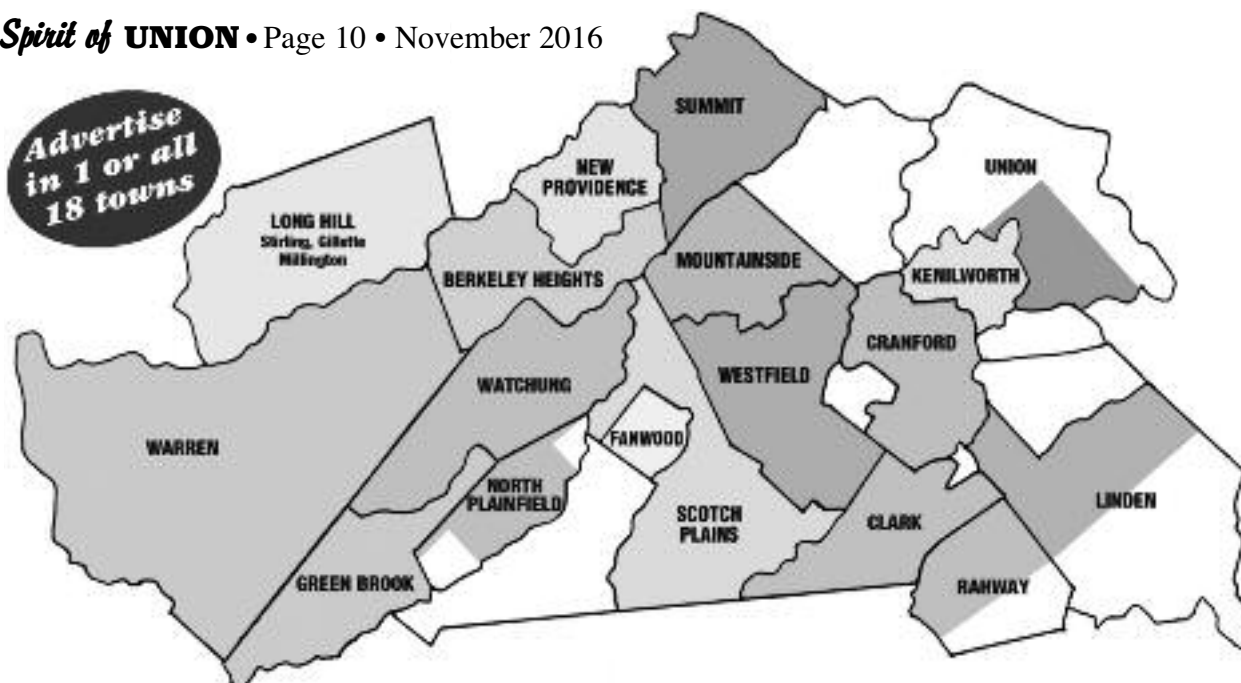 Spirit of UNION • Page 10 • November 2016
Advertise
in 1 or all
18 towns
SUMMIT
NEW
PROVIDENCE
UNION
LONG HILL
Stirling, Gillette
Millington
BERKELEY HEIGHTS
MOUNTAINSIDE
KENILWORTH
CRANFORD
WATCHUNG
WESTFIELD
WARREN
FANWOOD
NORTH
PLAINFIELD
LINDEN
SCOTCH
PLAINS
CLARK
GREEN BROOK
RAHWAY